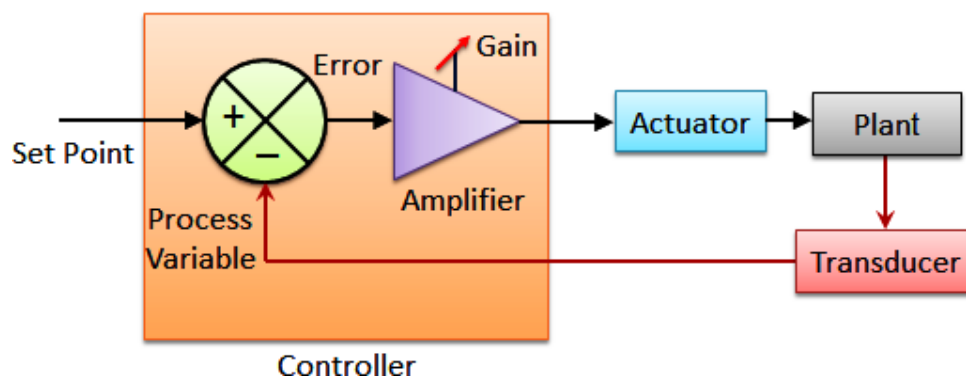 Gain
Error
+
Actuator
Plant
Set Point
−
Amplifier
Process
Variable
Transducer
Controller